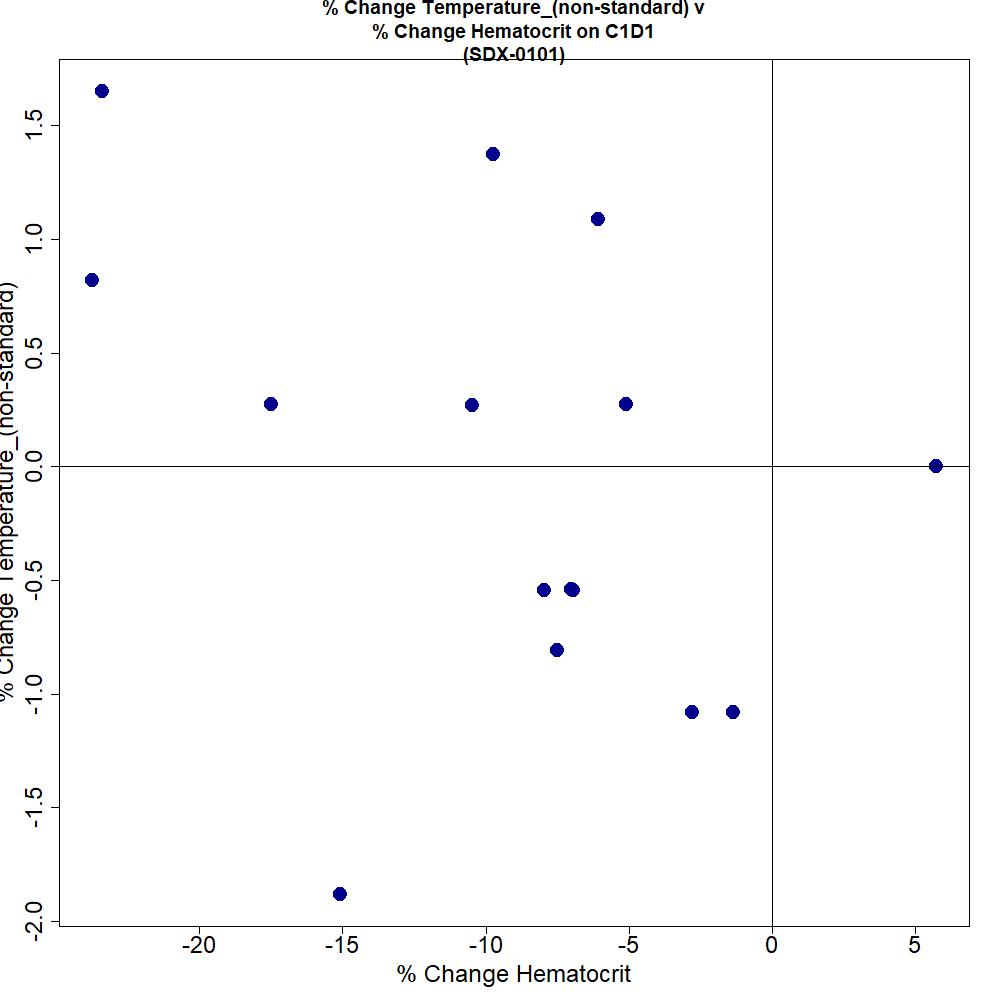 % Change Temperature_(non-standard) v
% Change Hematocrit on C1D1
(SDX-0101)
% Change Temperature_(non-standard)
1.5
1.0
0.5
0.0
-0.5
-1.0
-1.5
-2.0
-20 -15 -10 -5 0 5
% Change Hematocrit